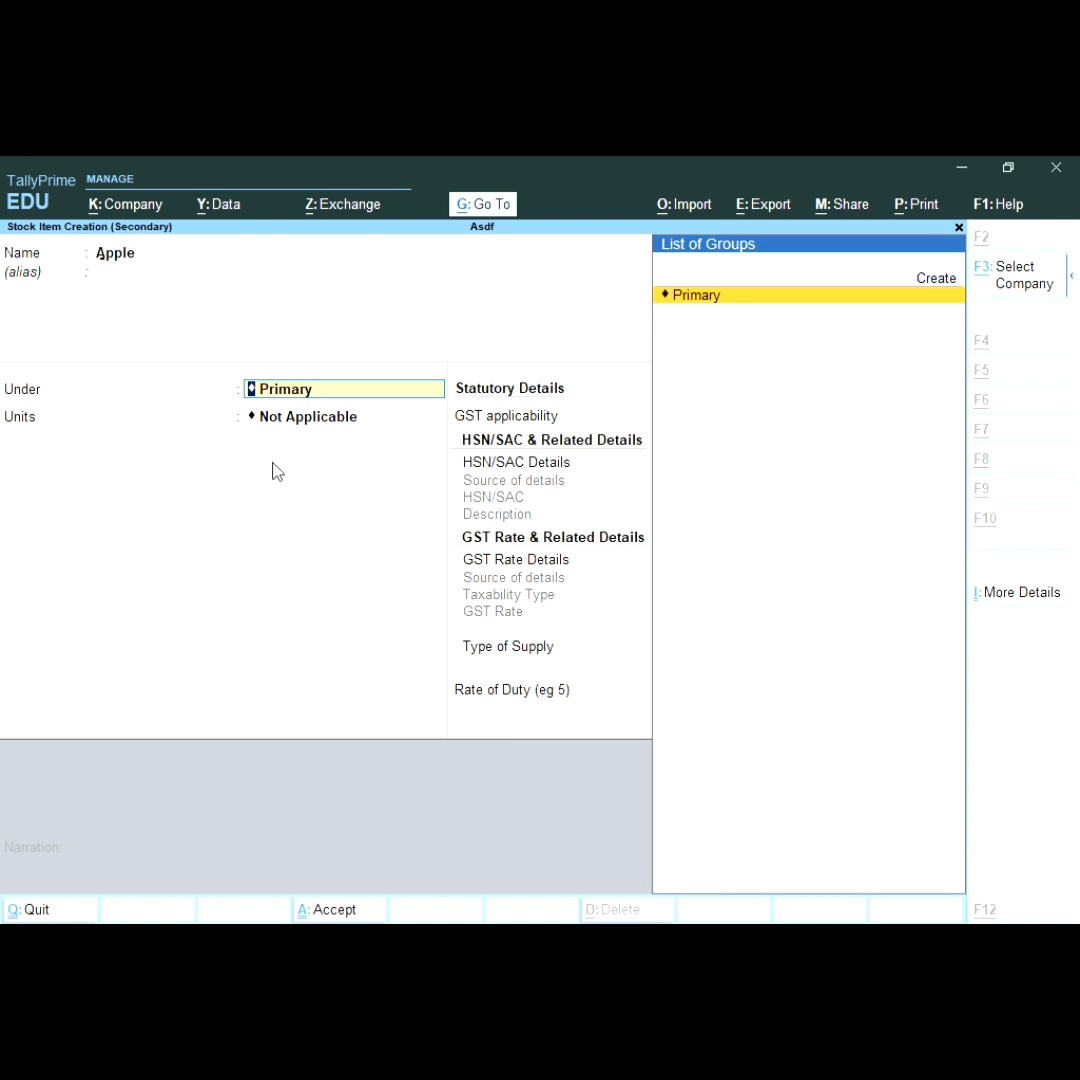 TallyPrime MANAGE
EDU K: Company Y: Data Z: Exchange G: Go To O: Import E: Export M: Share P: Print F1: Help
Stock Item Creation (Secondary) Asdf
Name : Apple
(alias) :
List of Groups
Create
♦ Primary
Under : ♦ Primary
Units : ♦ Not Applicable
Statutory Details
GST applicability
HSN/SAC & Related Details
HSN/SAC Details
Source of details
HSN/SAC
Description
GST Rate & Related Details
GST Rate Details
Source of details
Taxability Type
GST Rate
Type of Supply
Rate of Duty (eg 5)
Narration:
F2
F3: Select
Company
F4
F5
F6
F7
F8
F9
F10
I: More Details
F12
Q: Quit A: Accept D: Delete